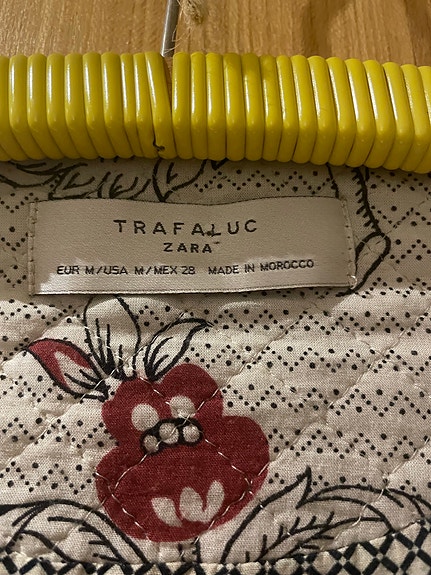 TRAFALUC
ZARA
EUR M/USA M/MEX 28 MADE IN MOROCCO